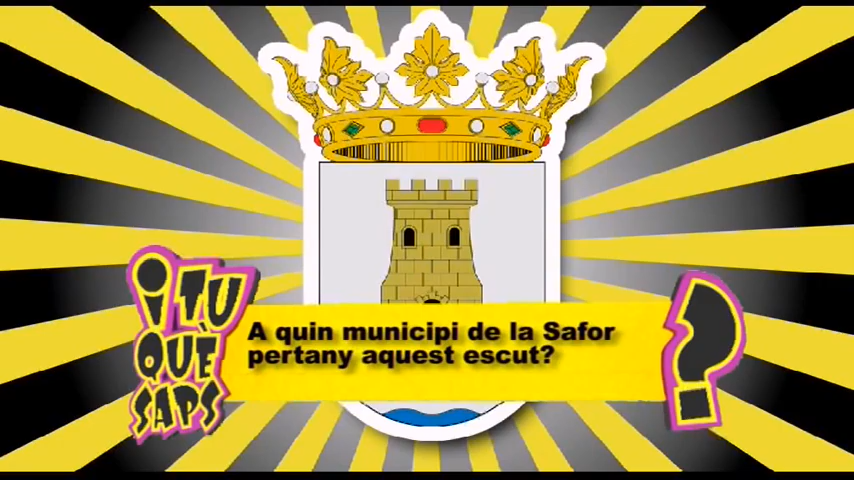 ¡TU
QUÈ
SAPS
A quin municipi de la Safor
pertany aquest escut?
?